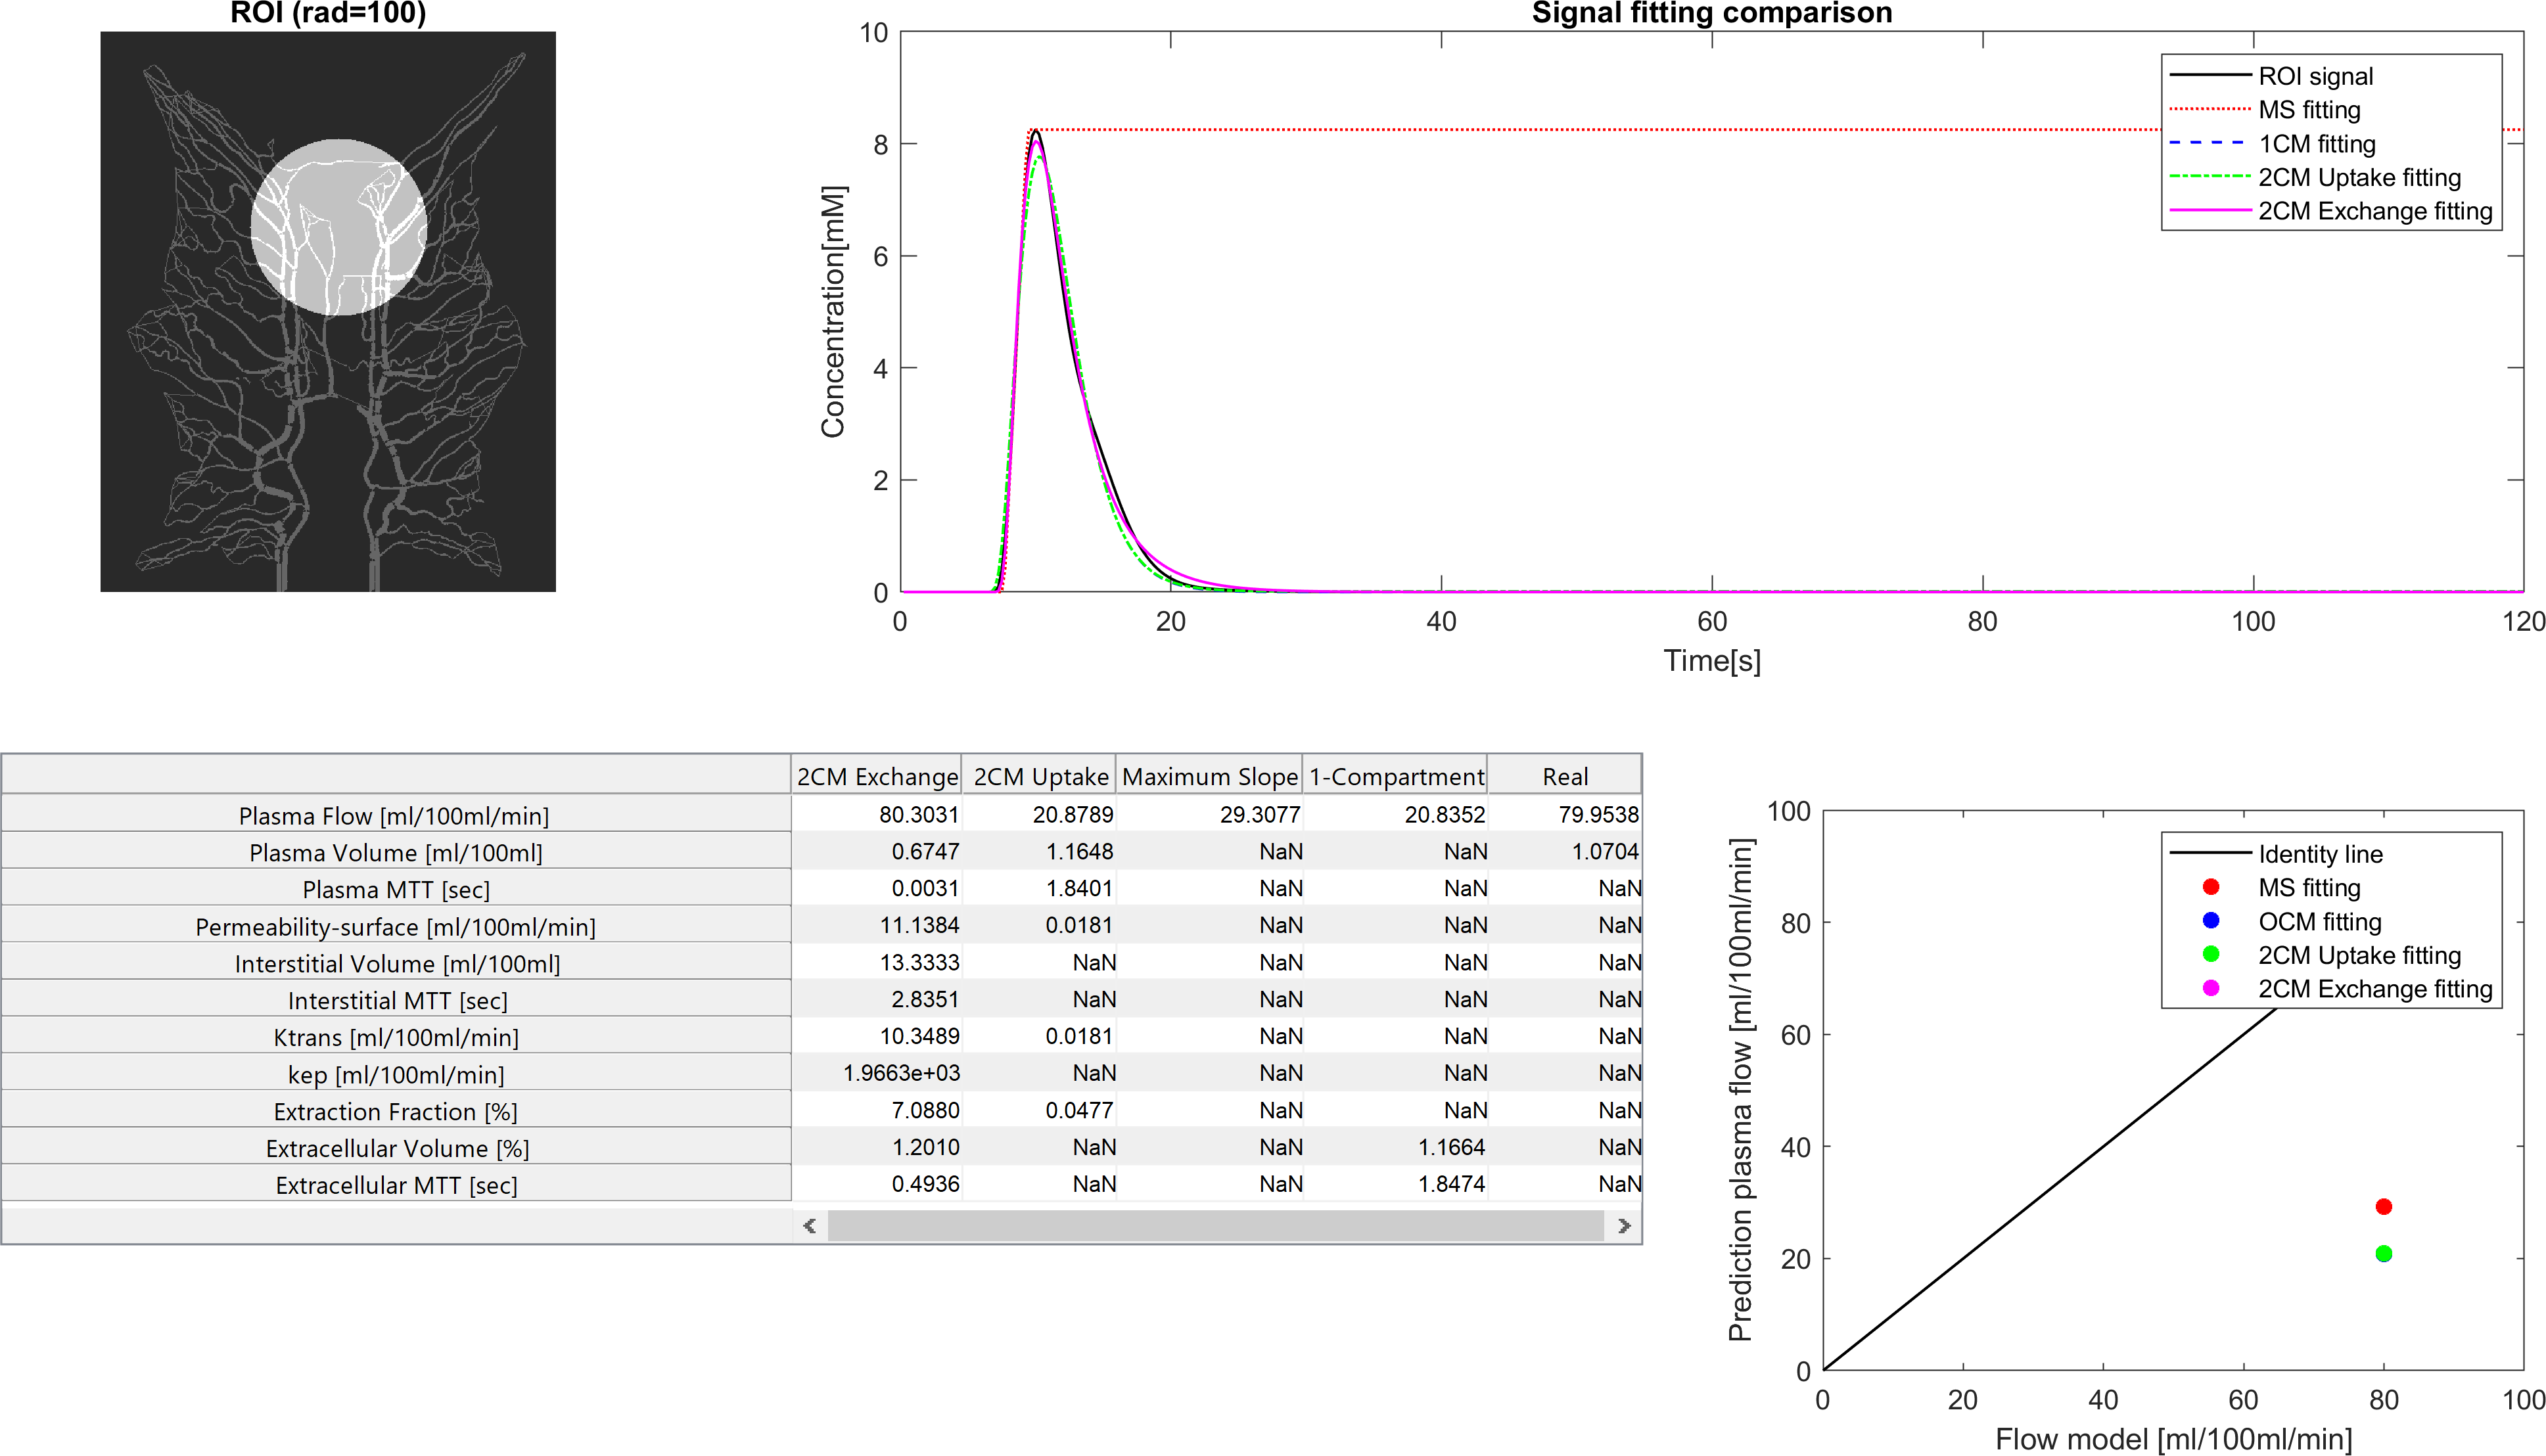 ROI (rad=100)
Signal fitting comparison
10
8
6
4
2
0
Concentration[mM]
0 20 40 60 80 100 120
Time[s]
ROI signal
MS fitting
1CM fitting
2CM Uptake fitting
2CM Exchange fitting
2CM Exchange 2CM Uptake Maximum Slope 1-Compartment Real
Plasma Flow [ml/100ml/min] 80.3031 20.8789 29.3077 20.8352 79.9538
Plasma Volume [ml/100ml] 0.6747 1.1648 NaN NaN 1.0704
Plasma MTT [sec] 0.0031 1.8401 NaN NaN NaN
Permeability-surface [ml/100ml/min] 11.1384 0.0181 NaN NaN NaN
Interstitial Volume [ml/100ml] 13.3333 NaN NaN NaN NaN
Interstitial MTT [sec] 2.8351 NaN NaN NaN NaN
Ktrans [ml/100ml/min] 10.3489 0.0181 NaN NaN NaN
kep [ml/100ml/min] 1.9663e+03 NaN NaN NaN NaN
Extraction Fraction [%] 7.0880 0.0477 NaN NaN NaN
Extracellular Volume [%] 1.2010 NaN NaN 1.1664 NaN
Extracellular MTT [sec] 0.4936 NaN NaN 1.8474 NaN
100
80
60
40
20
0
Prediction plasma flow [ml/100ml/min]
0 20 40 60 80 100
Flow model [ml/100ml/min]
Identity line
MS fitting
OCM fitting
2CM Uptake fitting
2CM Exchange fitting